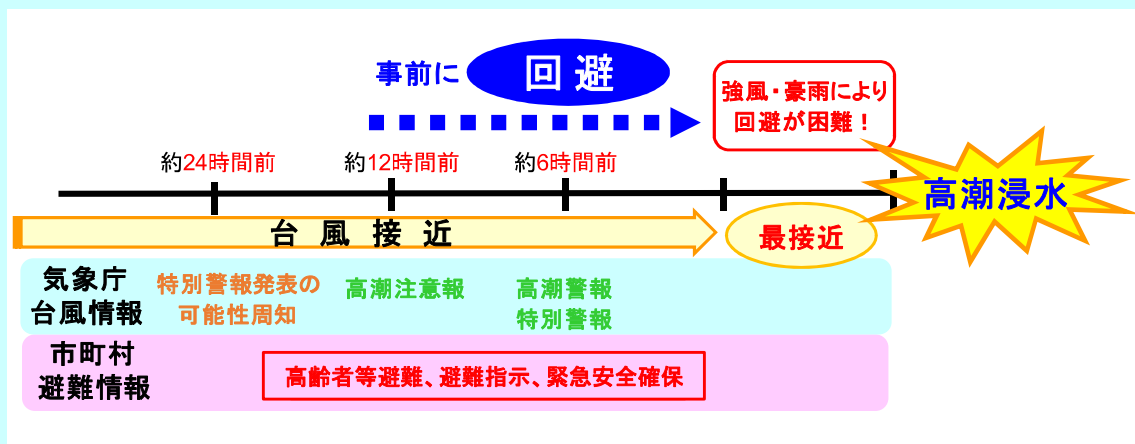 事前に 回避
強風・豪雨により
回避が困難！
約24時間前 約12時間前 約6時間前
高潮浸水
台風接近
最接近
気象庁
台風情報
特別警報発表の
可能性周知
高潮注意報
高潮警報
特別警報
市町村
避難情報
高齢者等避難、避難指示、緊急安全確保